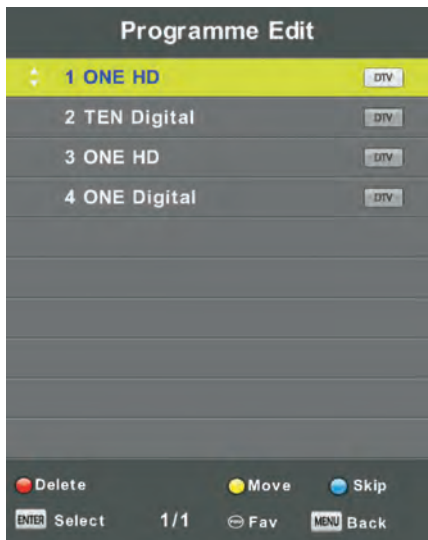 Programme Edit
1 ONE HD DTV
2 TEN Digital DTV
3 ONE HD DTV
4 ONE Digital DTV
Delete Move Skip
ENTER Select 1/1 Fav MENU Back